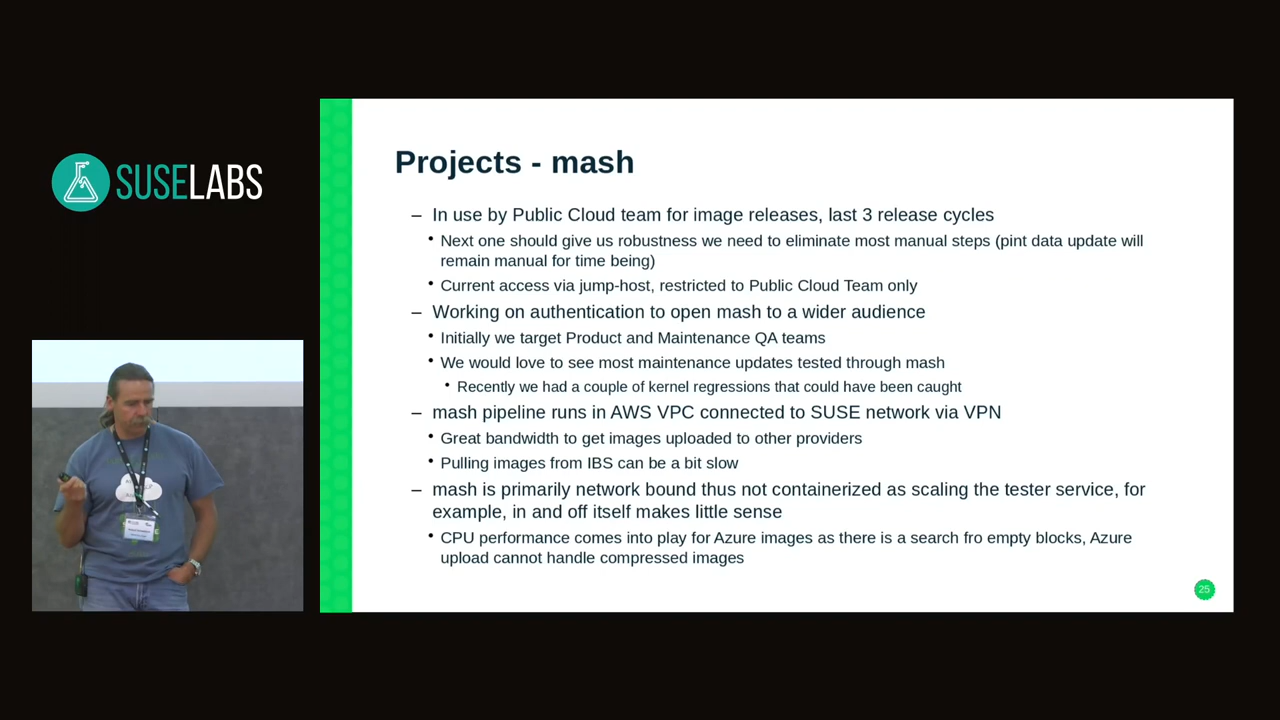 SUSELABS
Projects - mash
– In use by Public Cloud team for image releases, last 3 release cycles
• Next one should give us robustness we need to eliminate most manual steps (pint data update will
remain manual for time being)
• Current access via jump-host, restricted to Public Cloud Team only
– Working on authentication to open mash to a wider audience
• Initially we target Product and Maintenance QA teams
• We would love to see most maintenance updates tested through mash
• Recently we had a couple of kernel regressions that could have been caught
– mash pipeline runs in AWS VPC connected to SUSE network via VPN
• Great bandwidth to get images uploaded to other providers
• Pulling images from IBS can be a bit slow
– mash is primarily network bound thus not containerized as scaling the tester service, for
example, in and off itself makes little sense
• CPU performance comes into play for Azure images as there is a search fro empty blocks, Azure
upload cannot handle compressed images
25